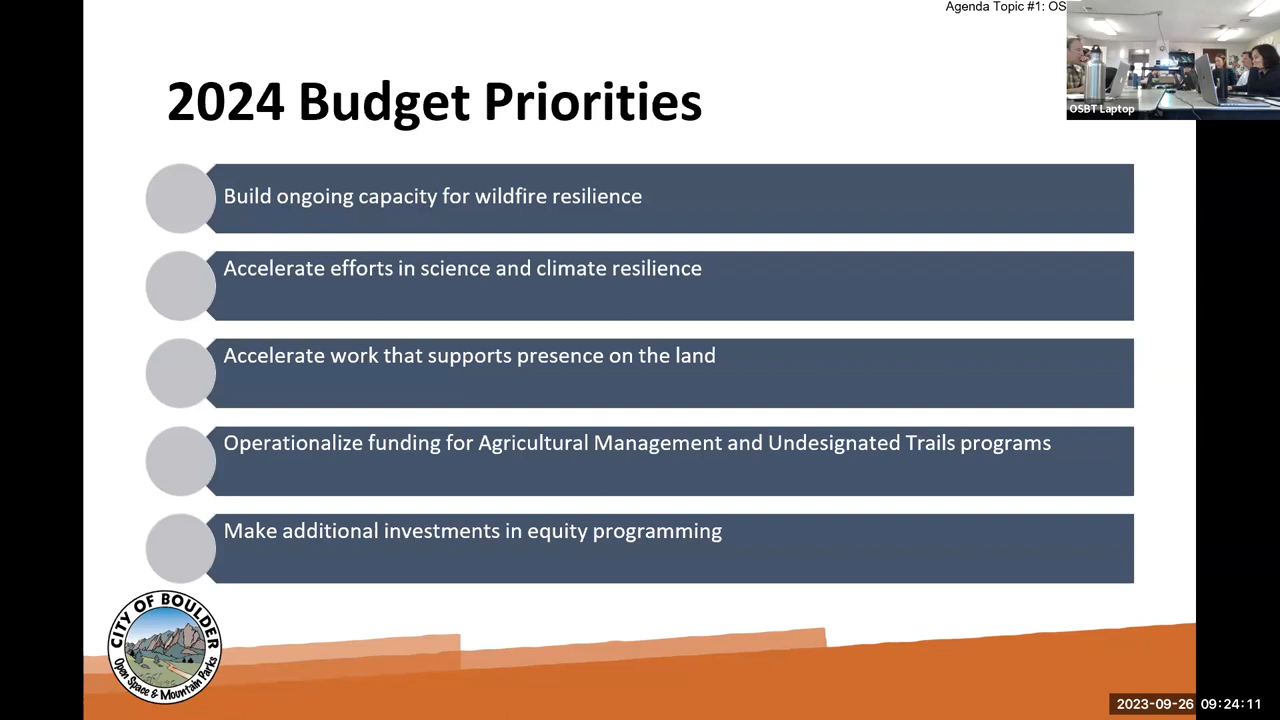 Agenda Topic #1: OS
OSBT Laptop
2024 Budget Priorities
Build ongoing capacity for wildfire resilience
Accelerate efforts in science and climate resilience
Accelerate work that supports presence on the land
Operationalize funding for Agricultural Management and Undesignated Trails programs
Make additional investments in equity programming
CITY OF BOULDER
Open Space & Mountain Parks
2023-09-26 09:24:11